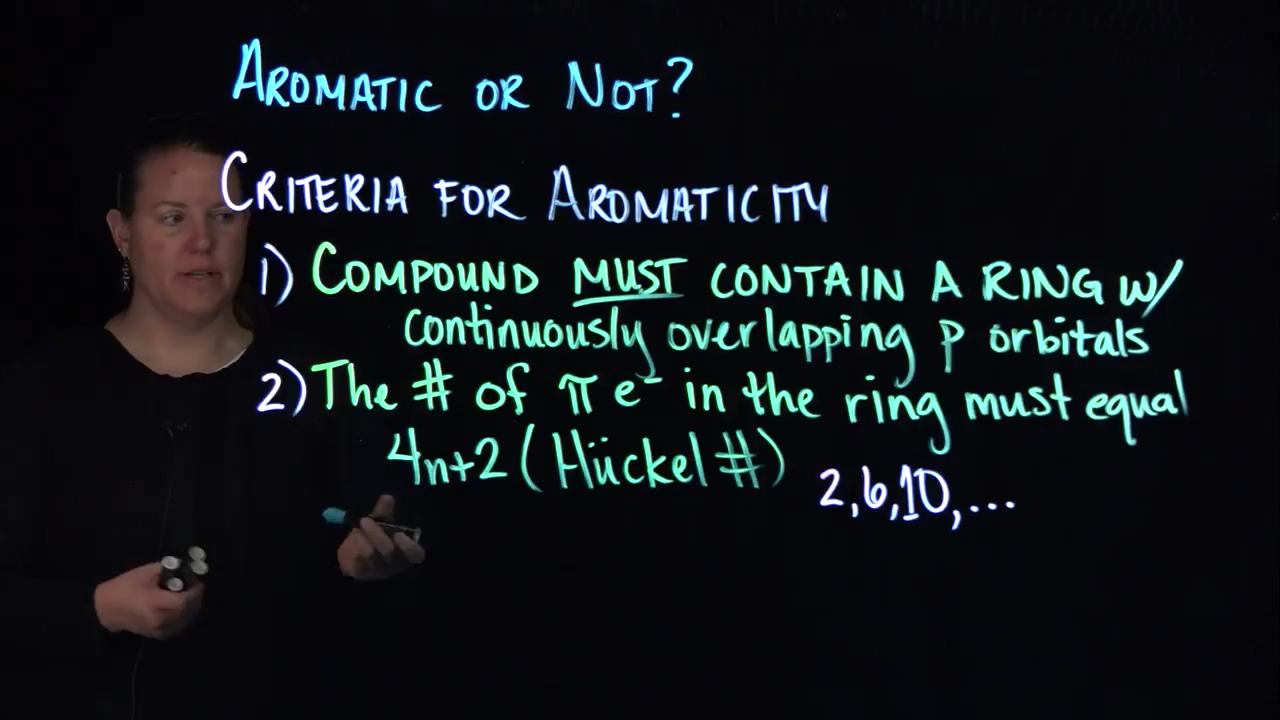 AROMATIC OR NOT?
CRITERIA FOR AROMATICITY
1) COMPOUND MUST CONTAIN A RING W/
continuously overlapping p orbitals
2) The # of π e⁻ in the ring must equal
4n+2 (Hückel #) 2,6,10,...